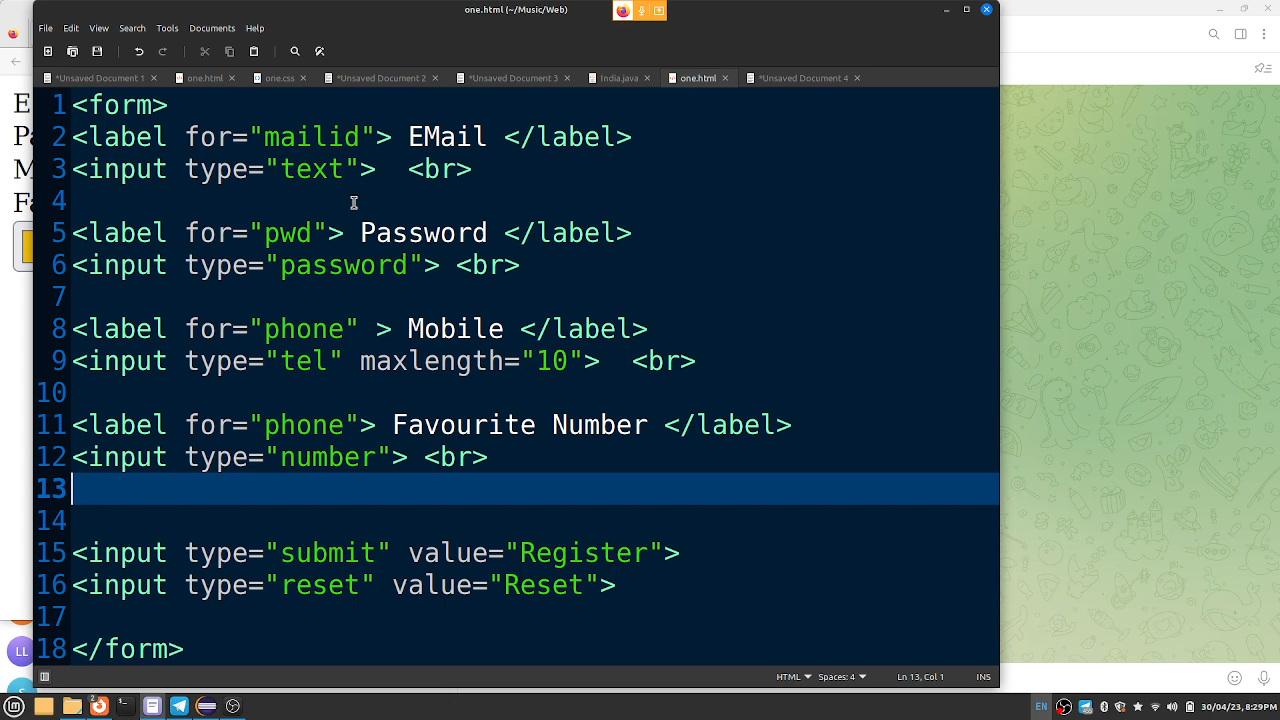 one.html (~/Music/Web)
File Edit View Search Tools Documents Help
*Unsaved Document 1 one.html one.css *Unsaved Document 2 *Unsaved Document 3 India.java one.html *Unsaved Document 4
1 <form>
2 <label for="mailid"> EMail </label>
3 <input type="text">  <br>
4
5 <label for="pwd"> Password </label>
6 <input type="password"> <br>
7
8 <label for="phone" > Mobile </label>
9 <input type="tel" maxlength="10">  <br>
10
11 <label for="phone"> Favourite Number </label>
12 <input type="number"> <br>
13
14
15 <input type="submit" value="Register">
16 <input type="reset" value="Reset">
17
18 </form>
E
Pa
M
Fa
LL
S
HTML Spaces: 4 Ln 13, Col 1 INS
2
EN 30/04/23, 8:29PM